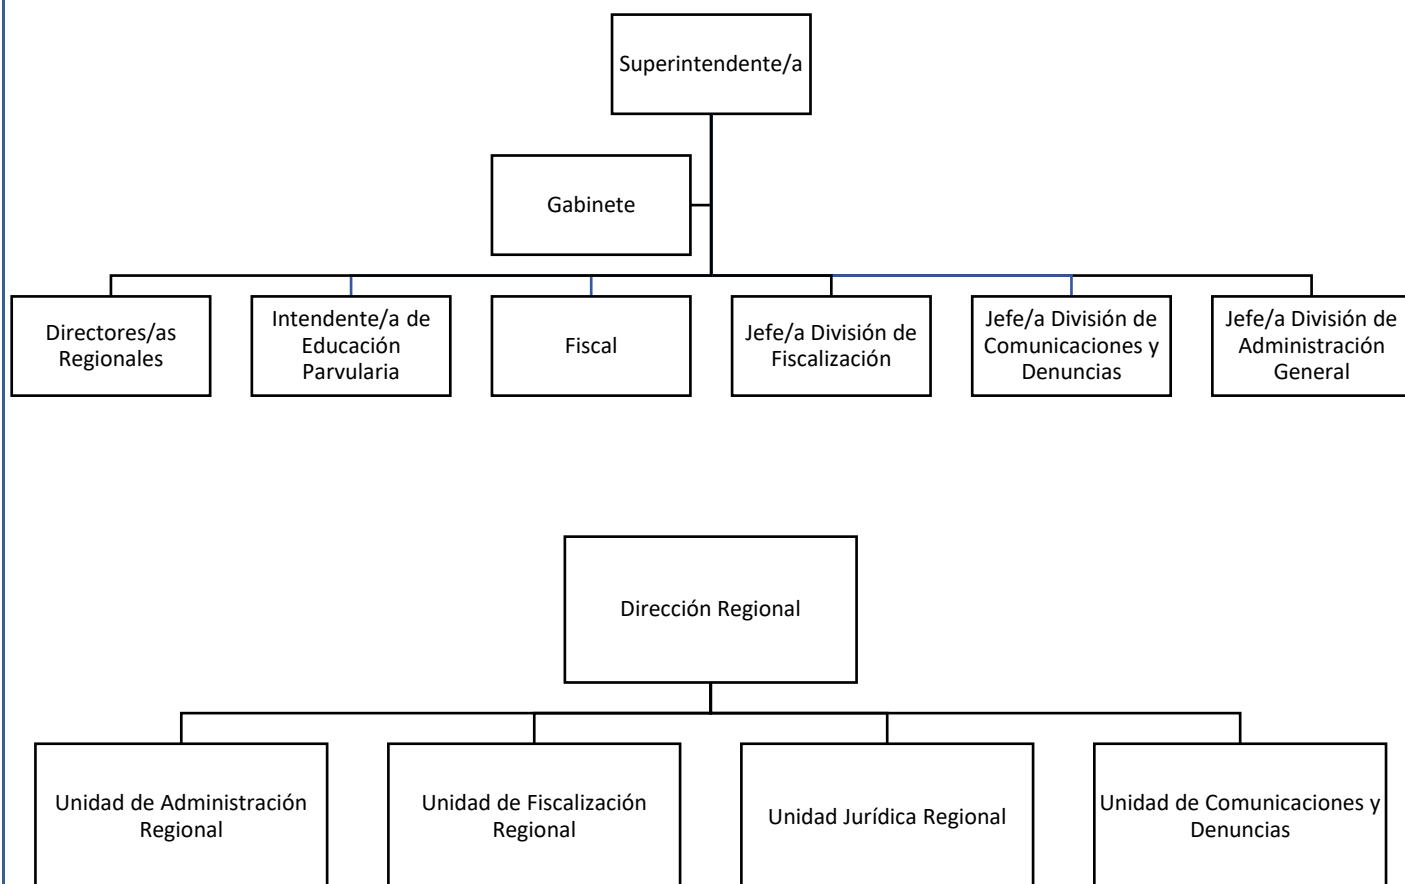 Superintendente/a
Gabinete
Directores/as
Regionales
Intendente/a de
Educación
Parvularia
Fiscal
Jefe/a División de
Fiscalización
Jefe/a División de
Comunicaciones y
Denuncias
Jefe/a División de
Administración
General
Dirección Regional
Unidad de Administración
Regional
Unidad de Fiscalización
Regional
Unidad Jurídica Regional
Unidad de Comunicaciones y
Denuncias